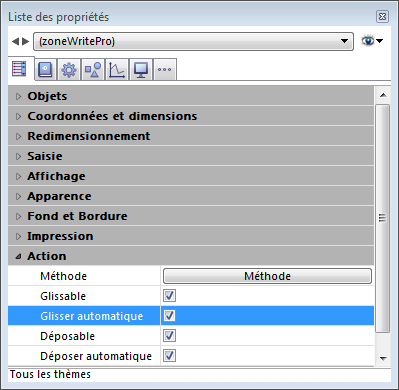 Liste des propriétés
(zoneWritePro)
Objets
Coordonnées et dimensions
Redimensionnement
Saisie
Affichage
Apparence
Fond et Bordure
Impression
Action
Méthode Méthode
Glissable
Glisser automatique
Déposable
Déposer automatique
Tous les thèmes